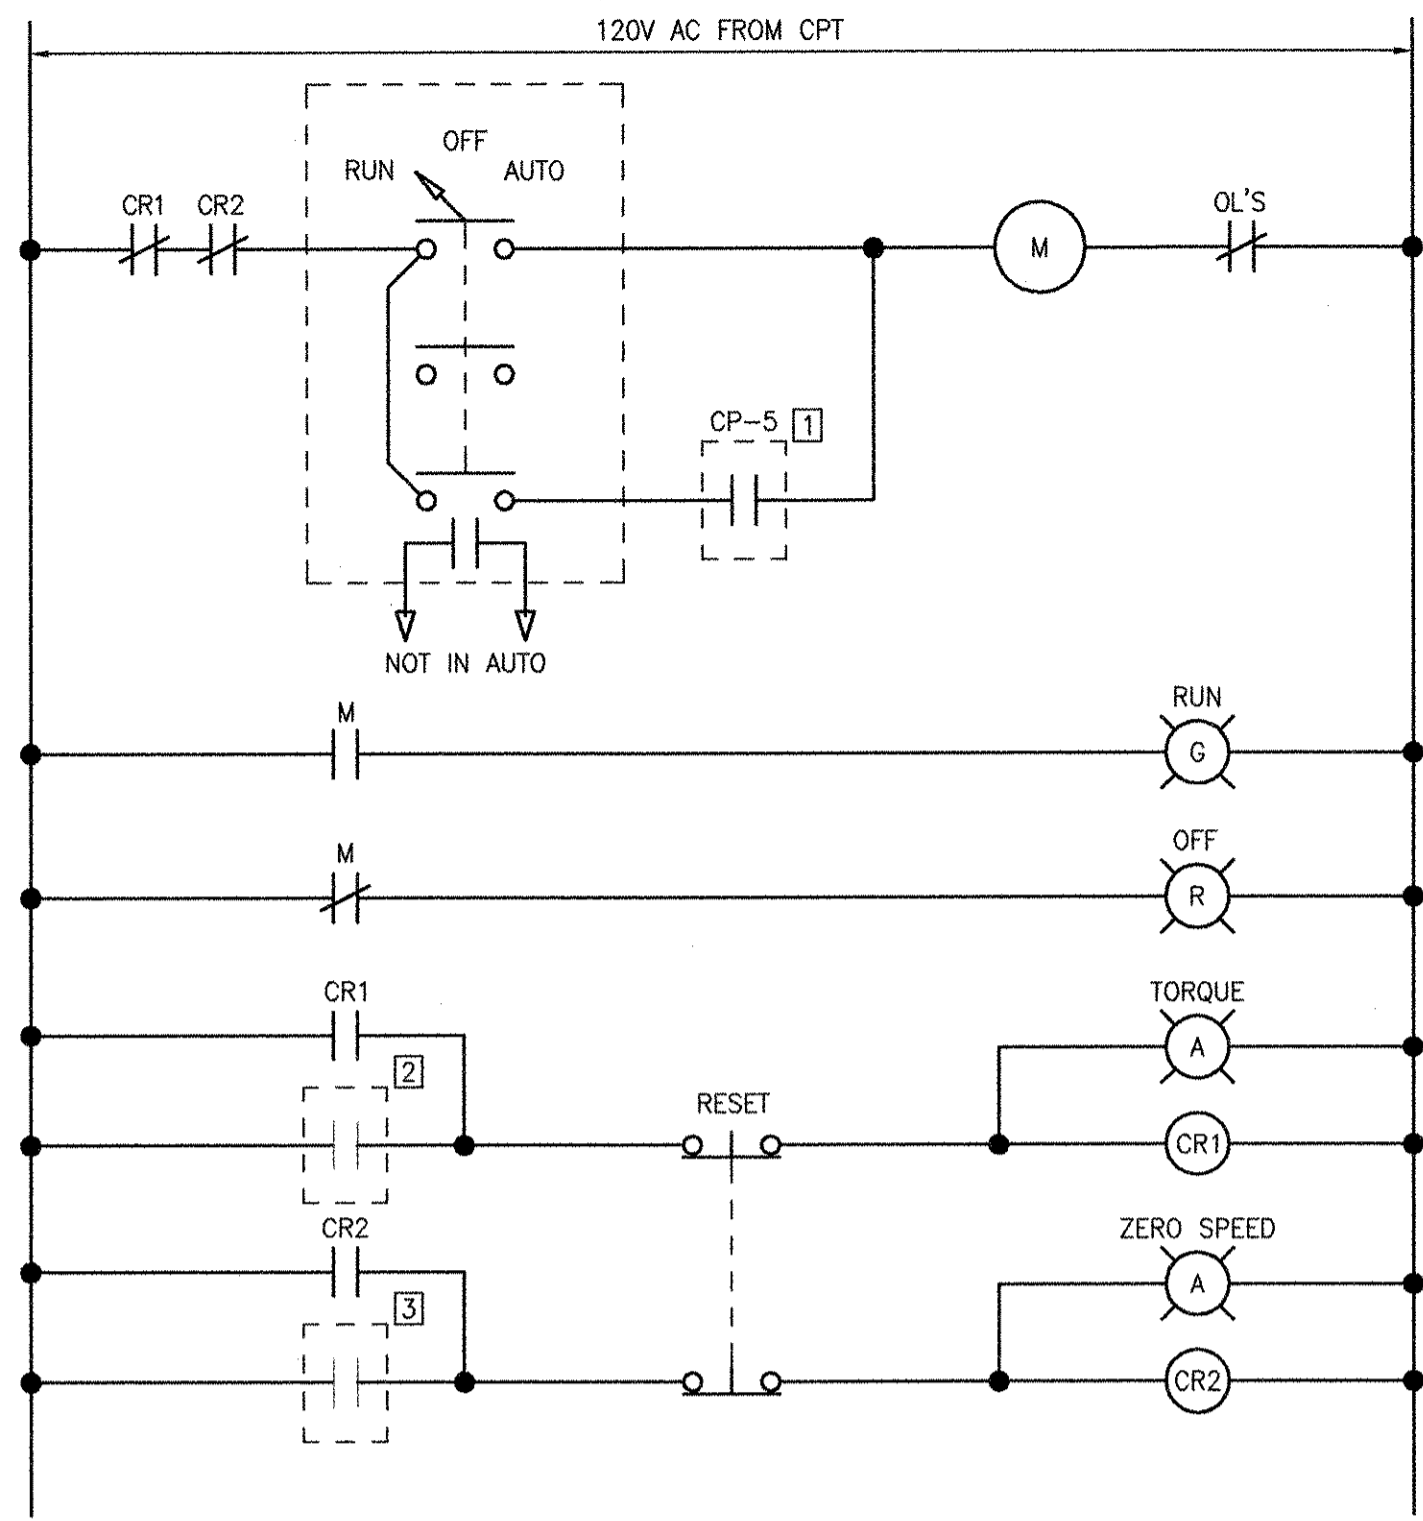 120V AC FROM CPT
OFF
RUN
AUTO
CR1
CR2
OL'S
M
CP-5
1
NOT IN AUTO
RUN
M
G
OFF
M
R
CR1
TORQUE
A
2
RESET
CR1
CR2
ZERO SPEED
A
3
CR2